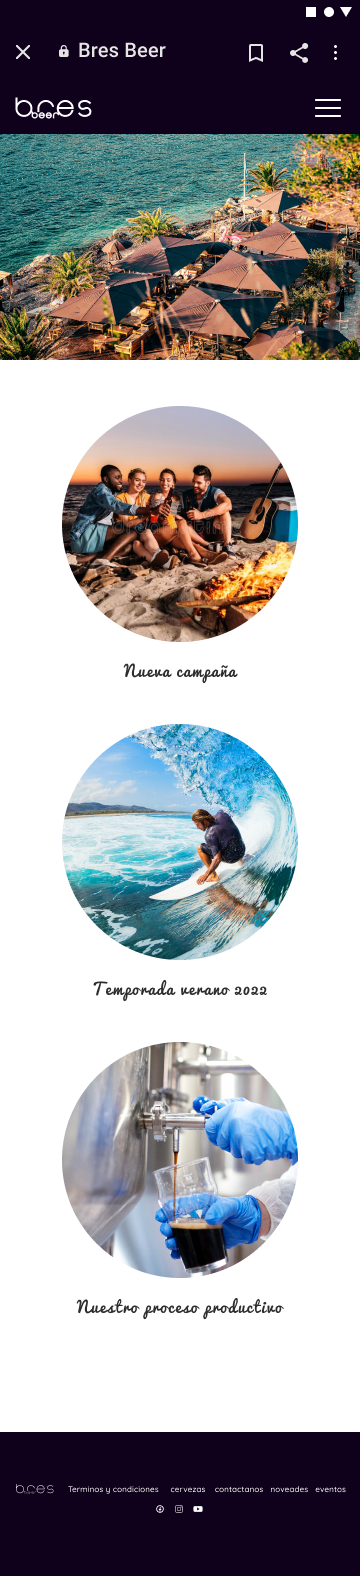 Bres Beer
bres
beer
Nueva campaña
Temporada verano 2022
Nuestro proceso productivo
bres Terminos y condiciones cervezas contactanos noveades eventos